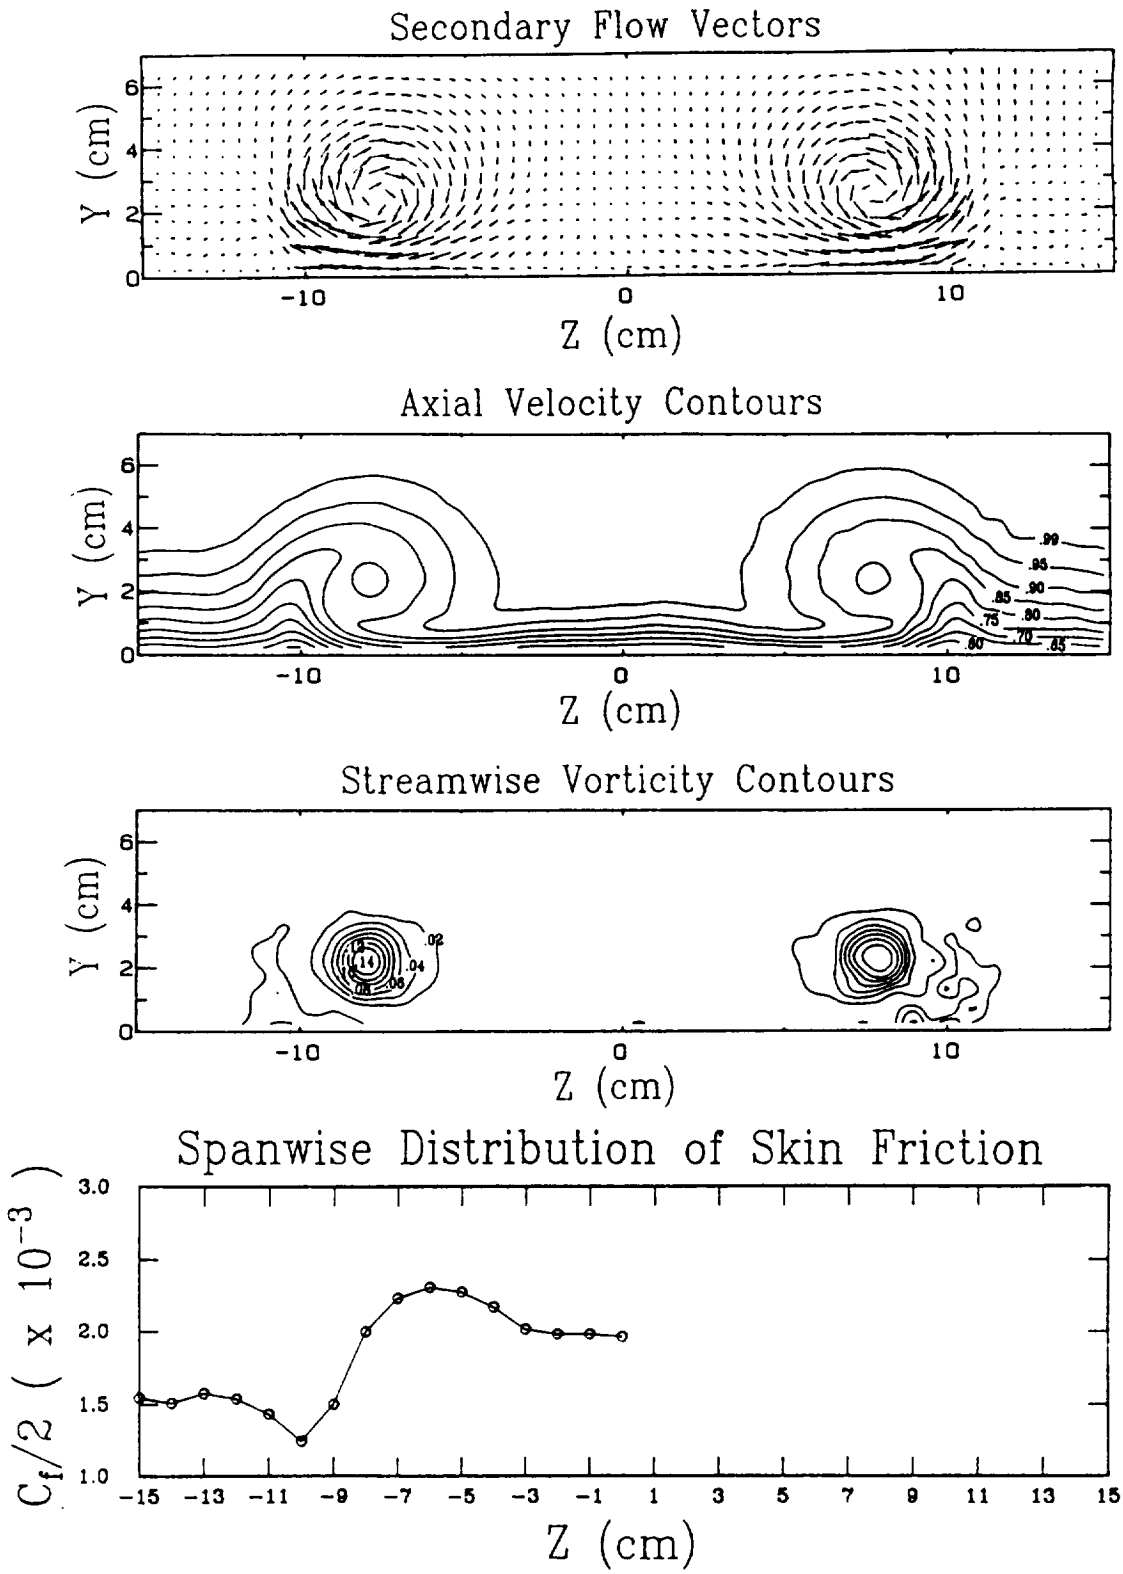 Secondary Flow Vectors
Y (cm)
6
4
2
0
-10 0 10
Z (cm)
Axial Velocity Contours
Y (cm)
6
4
2
0
.99
.95
.90
.85
.80
.75
.70
.60 .65
-10 0 10
Z (cm)
Streamwise Vorticity Contours
Y (cm)
6
4
2
0
.02
.12
.14 .04
.06
.08
-10 0 10
Z (cm)
Spanwise Distribution of Skin Friction
C_f/2 ( x 10^-3 )
3.0
2.5
2.0
1.5
1.0
-15 -13 -11 -9 -7 -5 -3 -1 1 3 5 7 9 11 13 15
Z (cm)